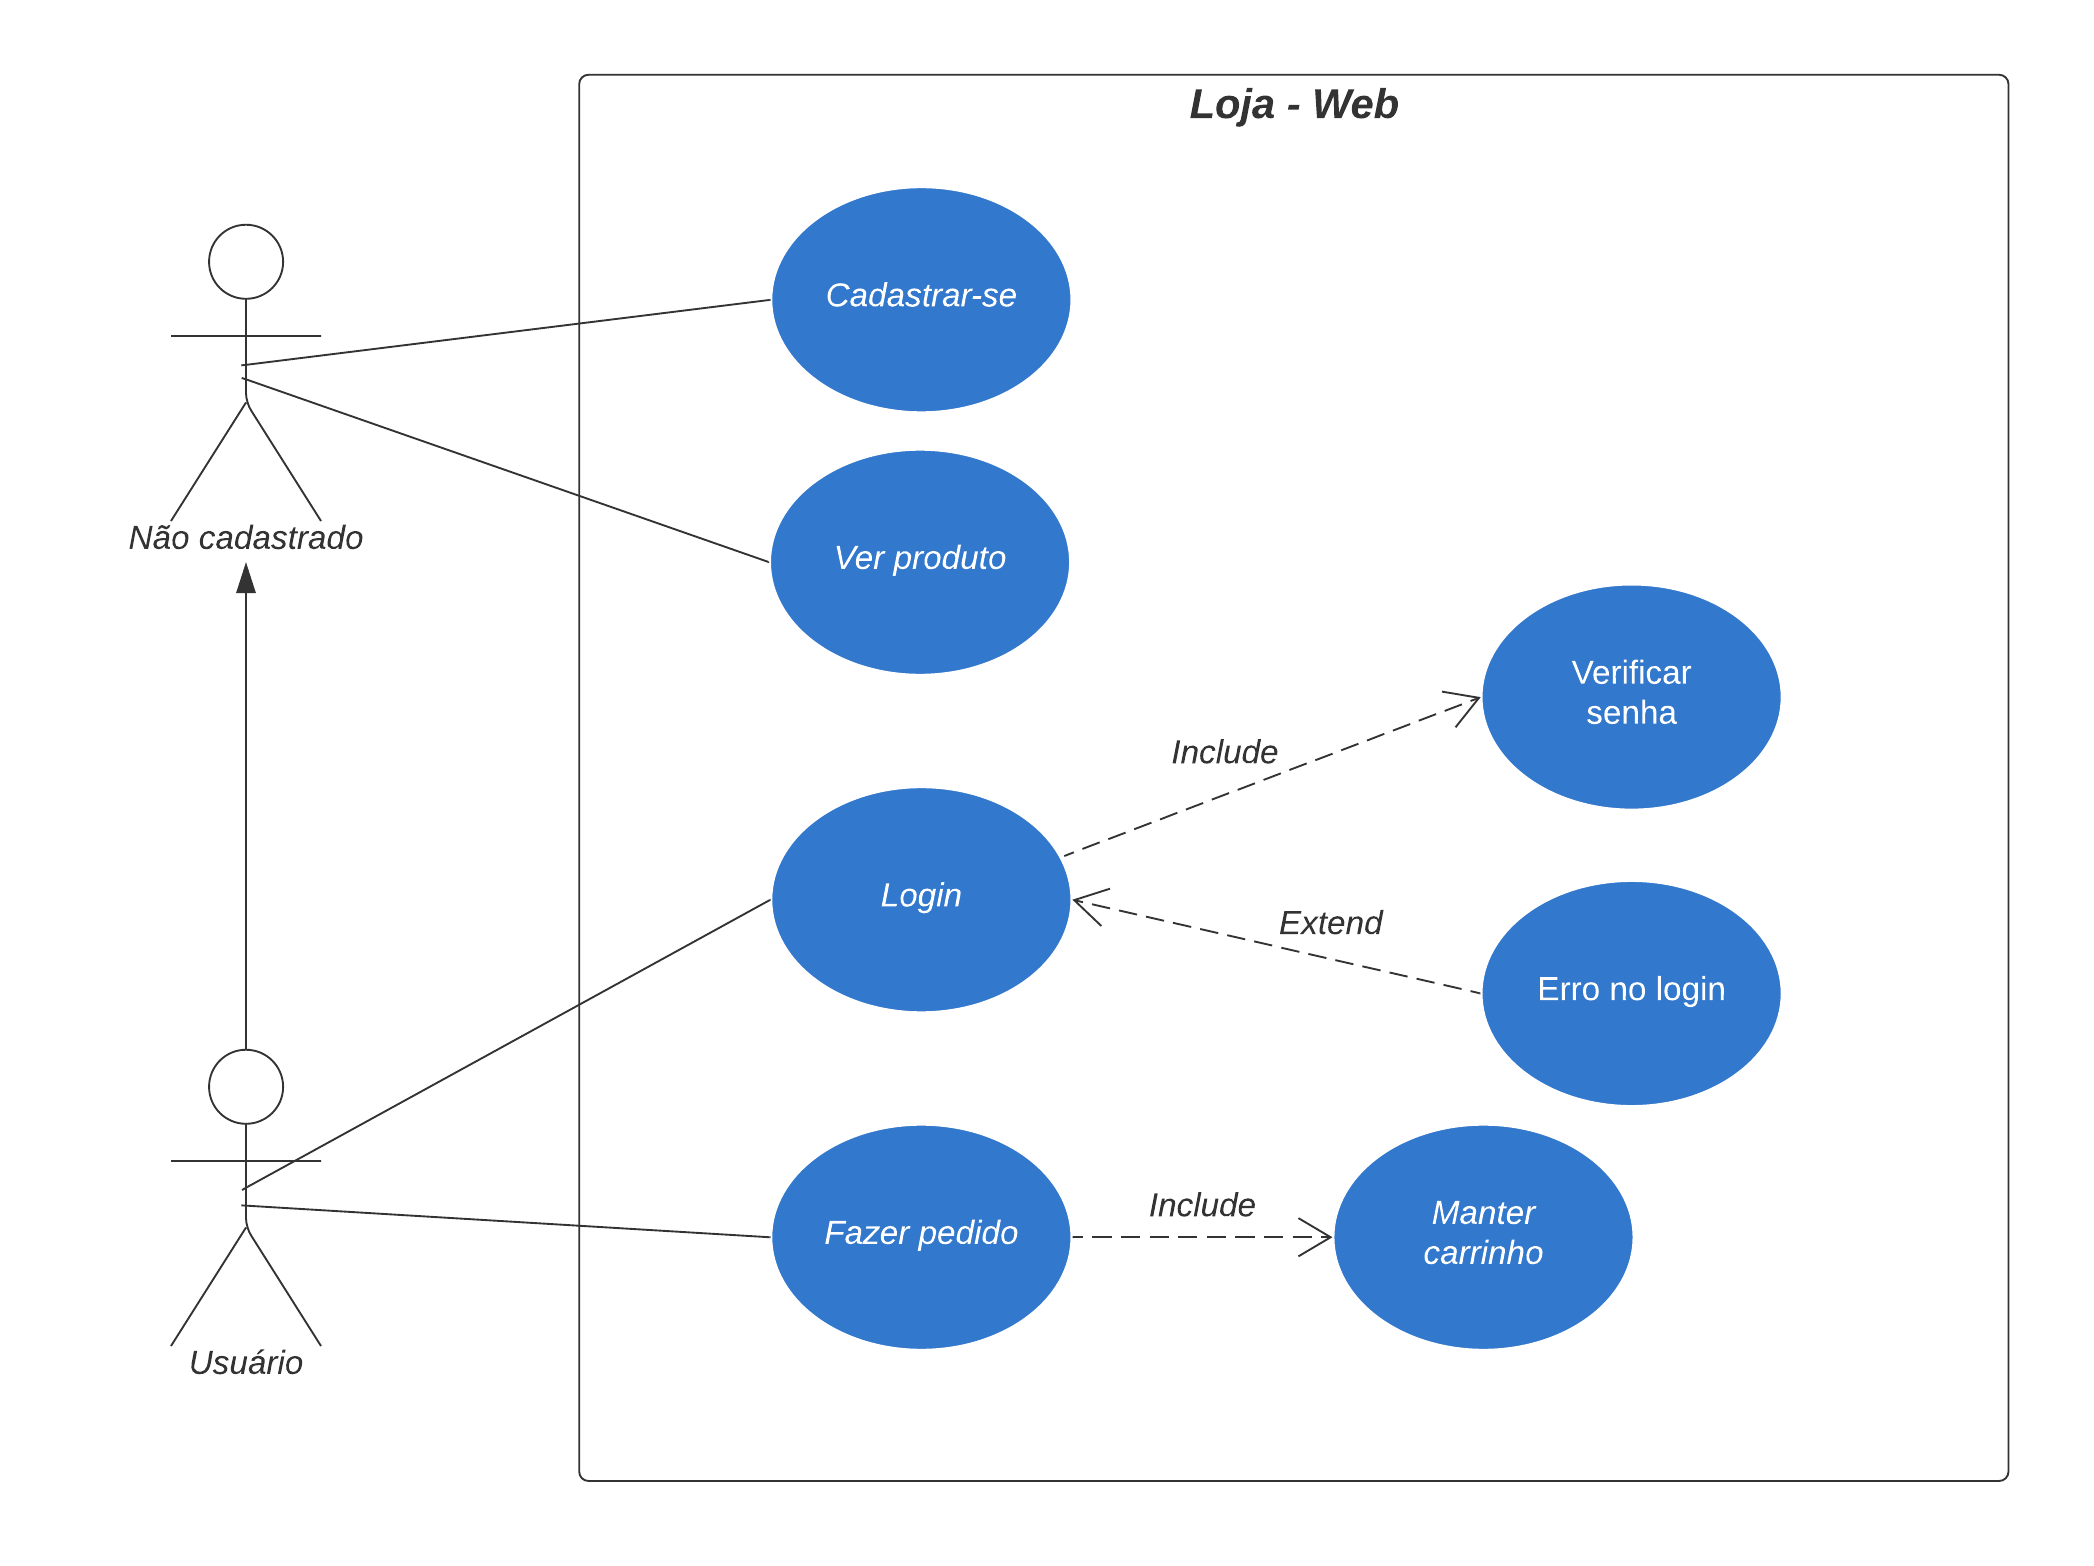 Loja - Web
Cadastrar-se
Não cadastrado
Ver produto
Verificar
senha
Include
Login
Extend
Erro no login
Fazer pedido
Include
Manter
carrinho
Usuário